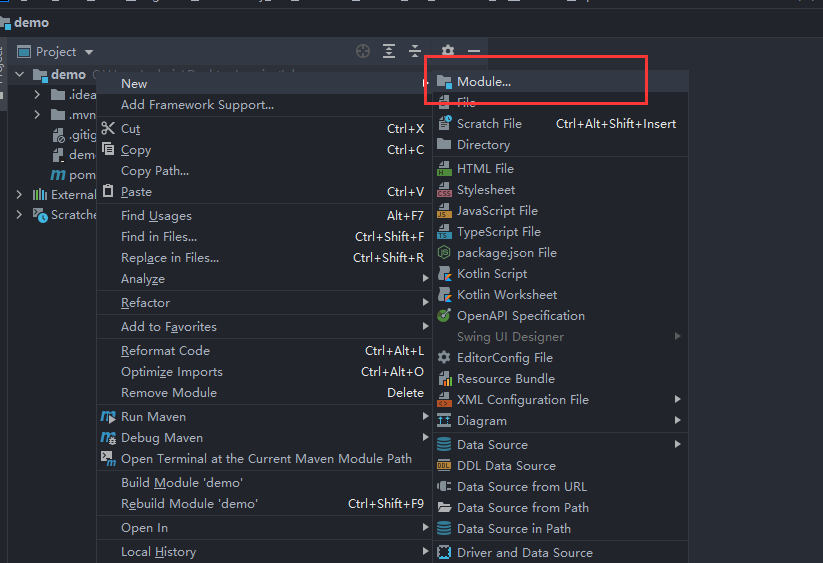 demo
Project
demo
.idea
.mvn
.gitig
dem
pom
External
Scratche
New
Add Framework Support...
Cut Ctrl+X
Copy Ctrl+C
Copy Path...
Paste Ctrl+V
Find Usages Alt+F7
Find in Files... Ctrl+Shift+F
Replace in Files... Ctrl+Shift+R
Analyze
Refactor
Add to Favorites
Reformat Code Ctrl+Alt+L
Optimize Imports Ctrl+Alt+O
Remove Module Delete
Run Maven
Debug Maven
Open Terminal at the Current Maven Module Path
Build Module 'demo'
Rebuild Module 'demo' Ctrl+Shift+F9
Open In
Local History
Module...
File
Scratch File Ctrl+Alt+Shift+Insert
Directory
HTML File
Stylesheet
JavaScript File
TypeScript File
package.json File
Kotlin Script
Kotlin Worksheet
OpenAPI Specification
Swing UI Designer
EditorConfig File
Resource Bundle
XML Configuration File
Diagram
Data Source
DDL Data Source
Data Source from URL
Data Source from Path
Data Source in Path
Driver and Data Source